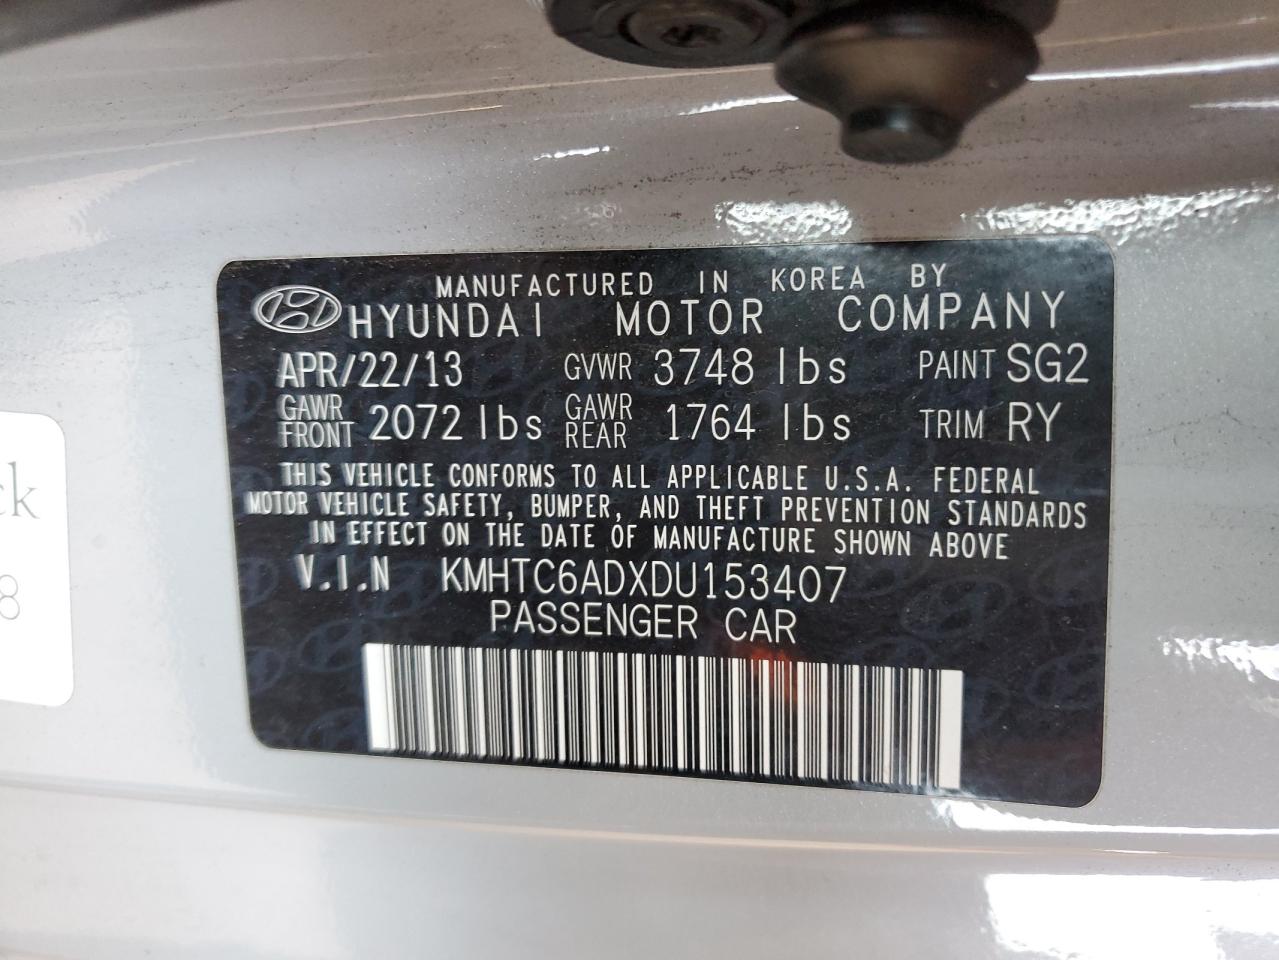 MANUFACTURED IN KOREA BY
HYUNDAI MOTOR COMPANY
APR/22/13 GVWR 3748 lbs PAINT SG2
GAWR FRONT 2072 lbs GAWR REAR 1764 lbs TRIM RY
THIS VEHICLE CONFORMS TO ALL APPLICABLE U.S.A. FEDERAL
MOTOR VEHICLE SAFETY, BUMPER, AND THEFT PREVENTION STANDARDS
IN EFFECT ON THE DATE OF MANUFACTURE SHOWN ABOVE
V.I.N KMHTC6ADXDU153407
PASSENGER CAR
ck
8